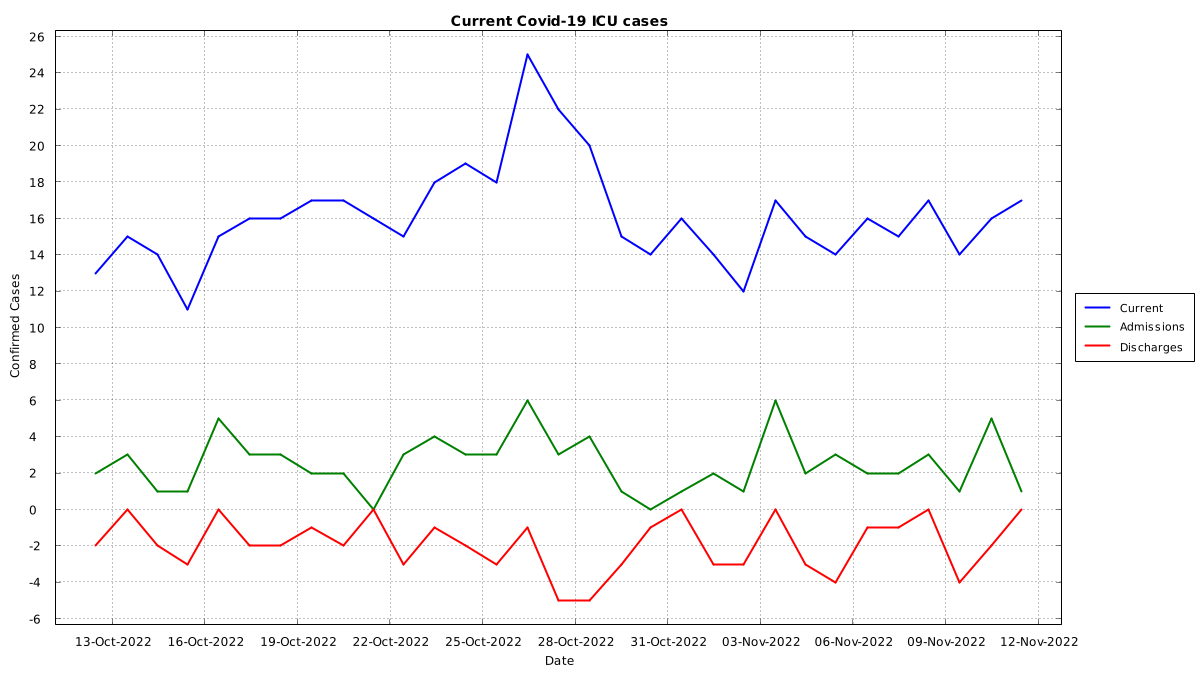 Current Covid-19 ICU cases
26
24
22
20
18
16
14
12
10
8
6
4
2
0
-2
-4
-6
Confirmed Cases
13-Oct-2022 16-Oct-2022 19-Oct-2022 22-Oct-2022 25-Oct-2022 28-Oct-2022 31-Oct-2022 03-Nov-2022 06-Nov-2022 09-Nov-2022 12-Nov-2022
Date
Current
Admissions
Discharges